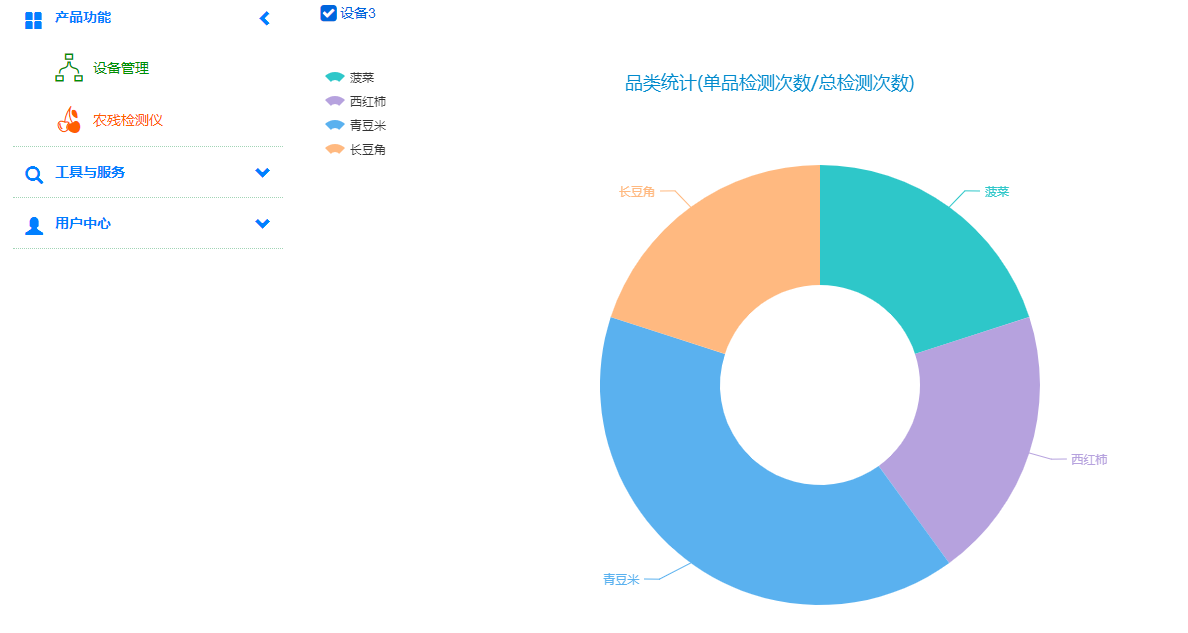 产品功能
设备管理
农残检测仪
工具与服务
用户中心
设备3
菠菜
西红柿
青豆米
长豆角
品类统计(单品检测次数/总检测次数)
长豆角
菠菜
西红柿
青豆米